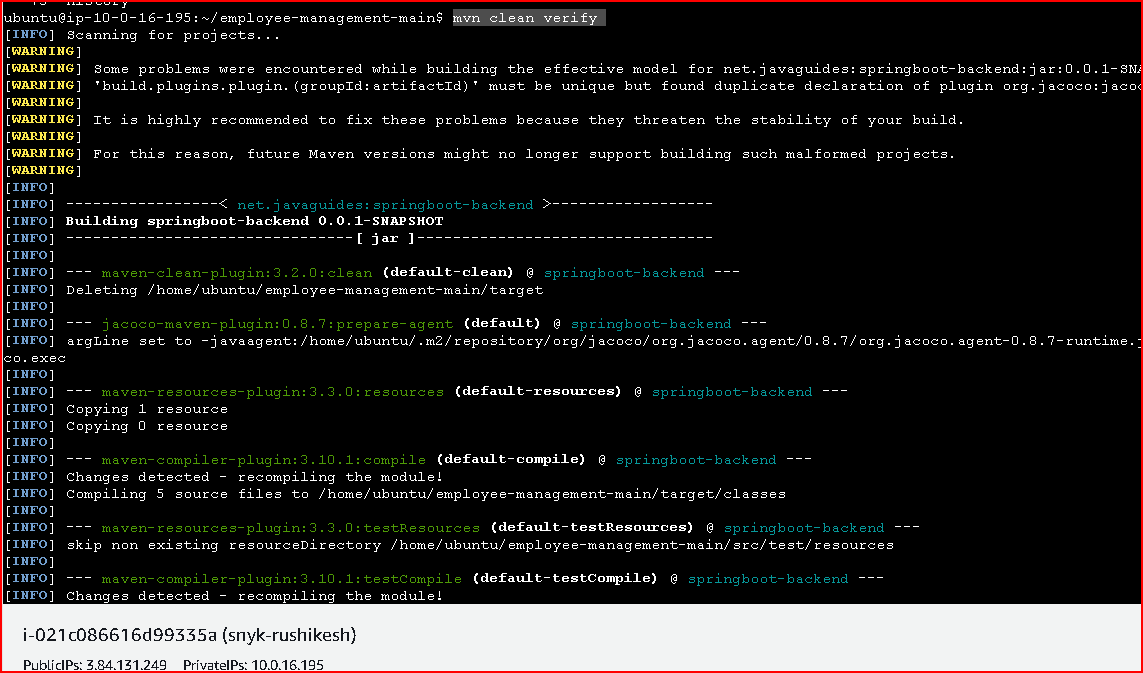 ubuntu@ip-10-0-16-195:~/employee-management-main$ mvn clean verify
[INFO] Scanning for projects...
[WARNING]
[WARNING] Some problems were encountered while building the effective model for net.javaguides:springboot-backend:jar:0.0.1-SNA
[WARNING] 'build.plugins.plugin.(groupId:artifactId)' must be unique but found duplicate declaration of plugin org.jacoco:jaco
[WARNING]
[WARNING] It is highly recommended to fix these problems because they threaten the stability of your build.
[WARNING]
[WARNING] For this reason, future Maven versions might no longer support building such malformed projects.
[WARNING]
[INFO]
[INFO] -----------------< net.javaguides:springboot-backend >------------------
[INFO] Building springboot-backend 0.0.1-SNAPSHOT
[INFO] --------------------------------[ jar ]---------------------------------
[INFO]
[INFO] --- maven-clean-plugin:3.2.0:clean (default-clean) @ springboot-backend ---
[INFO] Deleting /home/ubuntu/employee-management-main/target
[INFO]
[INFO] --- jacoco-maven-plugin:0.8.7:prepare-agent (default) @ springboot-backend ---
[INFO] argLine set to -javaagent:/home/ubuntu/.m2/repository/org/jacoco/org.jacoco.agent/0.8.7/org.jacoco.agent-0.8.7-runtime.j
co.exec
[INFO]
[INFO] --- maven-resources-plugin:3.3.0:resources (default-resources) @ springboot-backend ---
[INFO] Copying 1 resource
[INFO] Copying 0 resource
[INFO]
[INFO] --- maven-compiler-plugin:3.10.1:compile (default-compile) @ springboot-backend ---
[INFO] Changes detected - recompiling the module!
[INFO] Compiling 5 source files to /home/ubuntu/employee-management-main/target/classes
[INFO]
[INFO] --- maven-resources-plugin:3.3.0:testResources (default-testResources) @ springboot-backend ---
[INFO] skip non existing resourceDirectory /home/ubuntu/employee-management-main/src/test/resources
[INFO]
[INFO] --- maven-compiler-plugin:3.10.1:testCompile (default-testCompile) @ springboot-backend ---
[INFO] Changes detected - recompiling the module!
i-021c086616d99335a (snyk-rushikesh)
PublicIPs: 3.84.131.249 PrivateIPs: 10.0.16.195